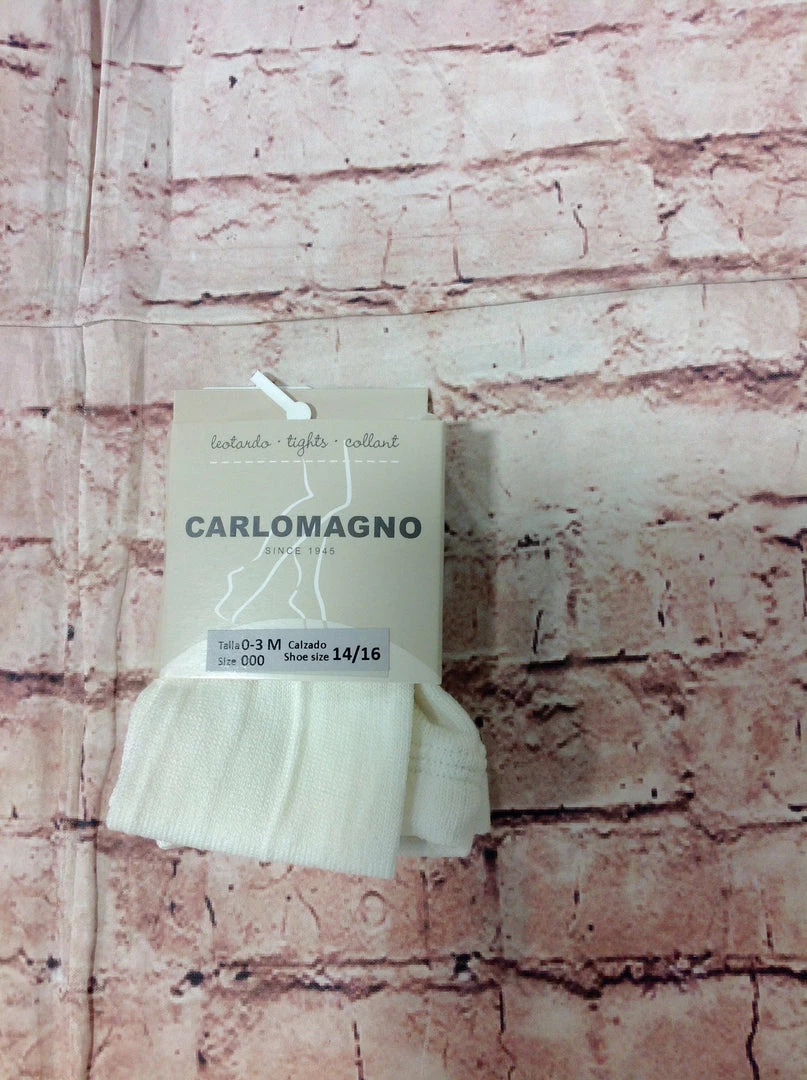 leotardo · tights · collant
CARLOMAGNO
SINCE 1945
Talla 0-3 M Calzado
Size 000 Shoe size 14/16